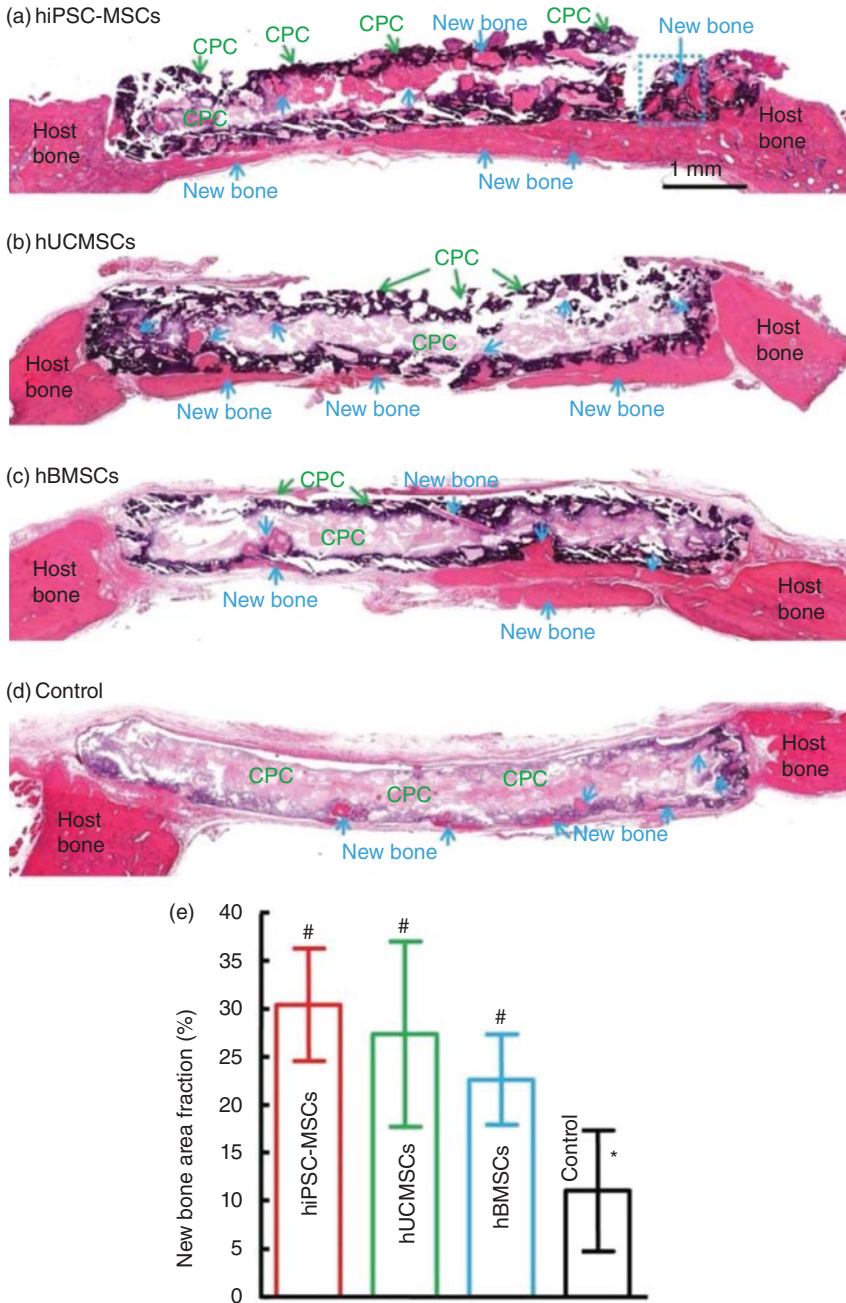 (a) hiPSC-MSCs
CPC
CPC
CPC
New bone
CPC
New bone
CPC
Host
bone
Host
bone
New bone
New bone
New bone
1 mm
(b) hUCMSCs
CPC
CPC
Host
bone
Host
bone
New bone
New bone
New bone
(c) hBMSCs
CPC
New bone
CPC
Host
bone
Host
bone
New bone
New bone
(d) Control
CPC
CPC
CPC
Host
bone
Host
bone
New bone
New bone
(e)
New bone area fraction (%)
40
35
30
25
20
15
10
5
0
#
#
#
*
hiPSC-MSCs
hUCMSCs
hBMSCs
Control